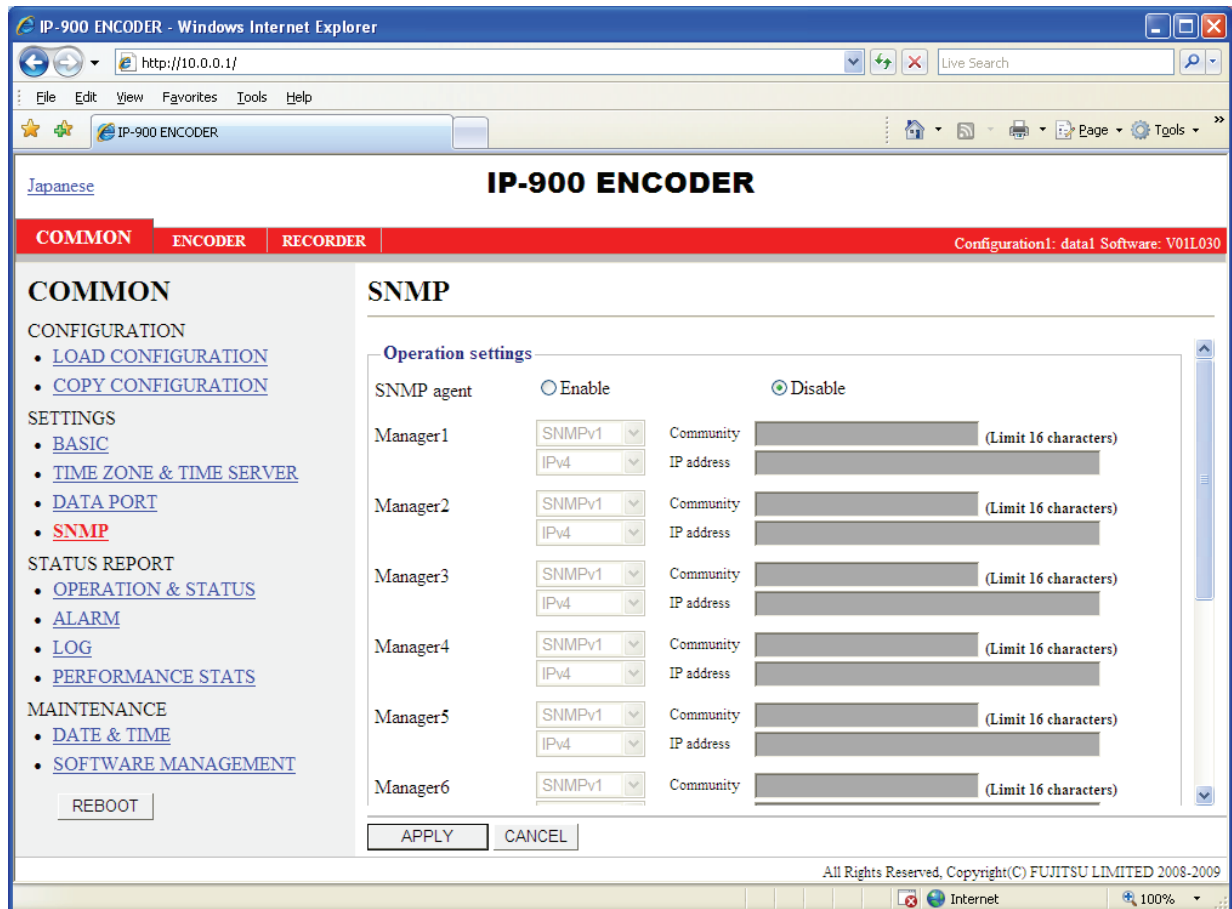 IP-900 ENCODER - Windows Internet Explorer
http://10.0.0.1/
Live Search
File Edit View Favorites Tools Help
IP-900 ENCODER
Page Tools »
Japanese
IP-900 ENCODER
COMMON ENCODER RECORDER
Configuration1: data1 Software: V01L030
COMMON
CONFIGURATION
• LOAD CONFIGURATION
• COPY CONFIGURATION
SETTINGS
• BASIC
• TIME ZONE & TIME SERVER
• DATA PORT
• SNMP
STATUS REPORT
• OPERATION & STATUS
• ALARM
• LOG
• PERFORMANCE STATS
MAINTENANCE
• DATE & TIME
• SOFTWARE MANAGEMENT
REBOOT
SNMP
Operation settings
SNMP agent Enable Disable
Manager1 SNMPv1 Community (Limit 16 characters)
IPv4 IP address
Manager2 SNMPv1 Community (Limit 16 characters)
IPv4 IP address
Manager3 SNMPv1 Community (Limit 16 characters)
IPv4 IP address
Manager4 SNMPv1 Community (Limit 16 characters)
IPv4 IP address
Manager5 SNMPv1 Community (Limit 16 characters)
IPv4 IP address
Manager6 SNMPv1 Community (Limit 16 characters)
APPLY CANCEL
All Rights Reserved, Copyright(C) FUJITSU LIMITED 2008-2009
Internet 100%